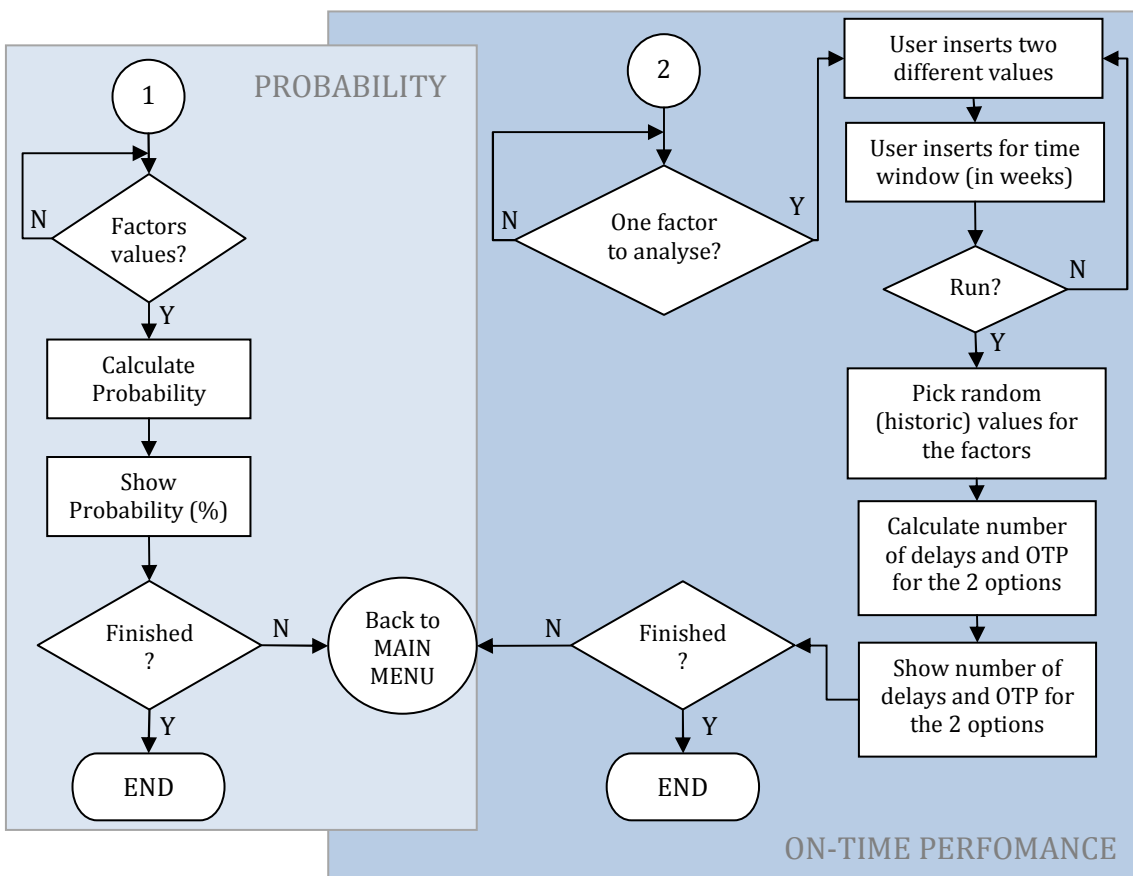 PROBABILITY
1
N
Factors
values?
Y
Calculate
Probability
Show
Probability (%)
Finished
?
N
Y
END
Back to
MAIN
MENU
2
N
One factor
to analyse?
Y
User inserts two
different values
User inserts for time
window (in weeks)
Run?
N
Y
Pick random
(historic) values for
the factors
Calculate number
of delays and OTP
for the 2 options
Show number of
delays and OTP for
the 2 options
Finished
?
N
Y
END
ON-TIME PERFOMANCE